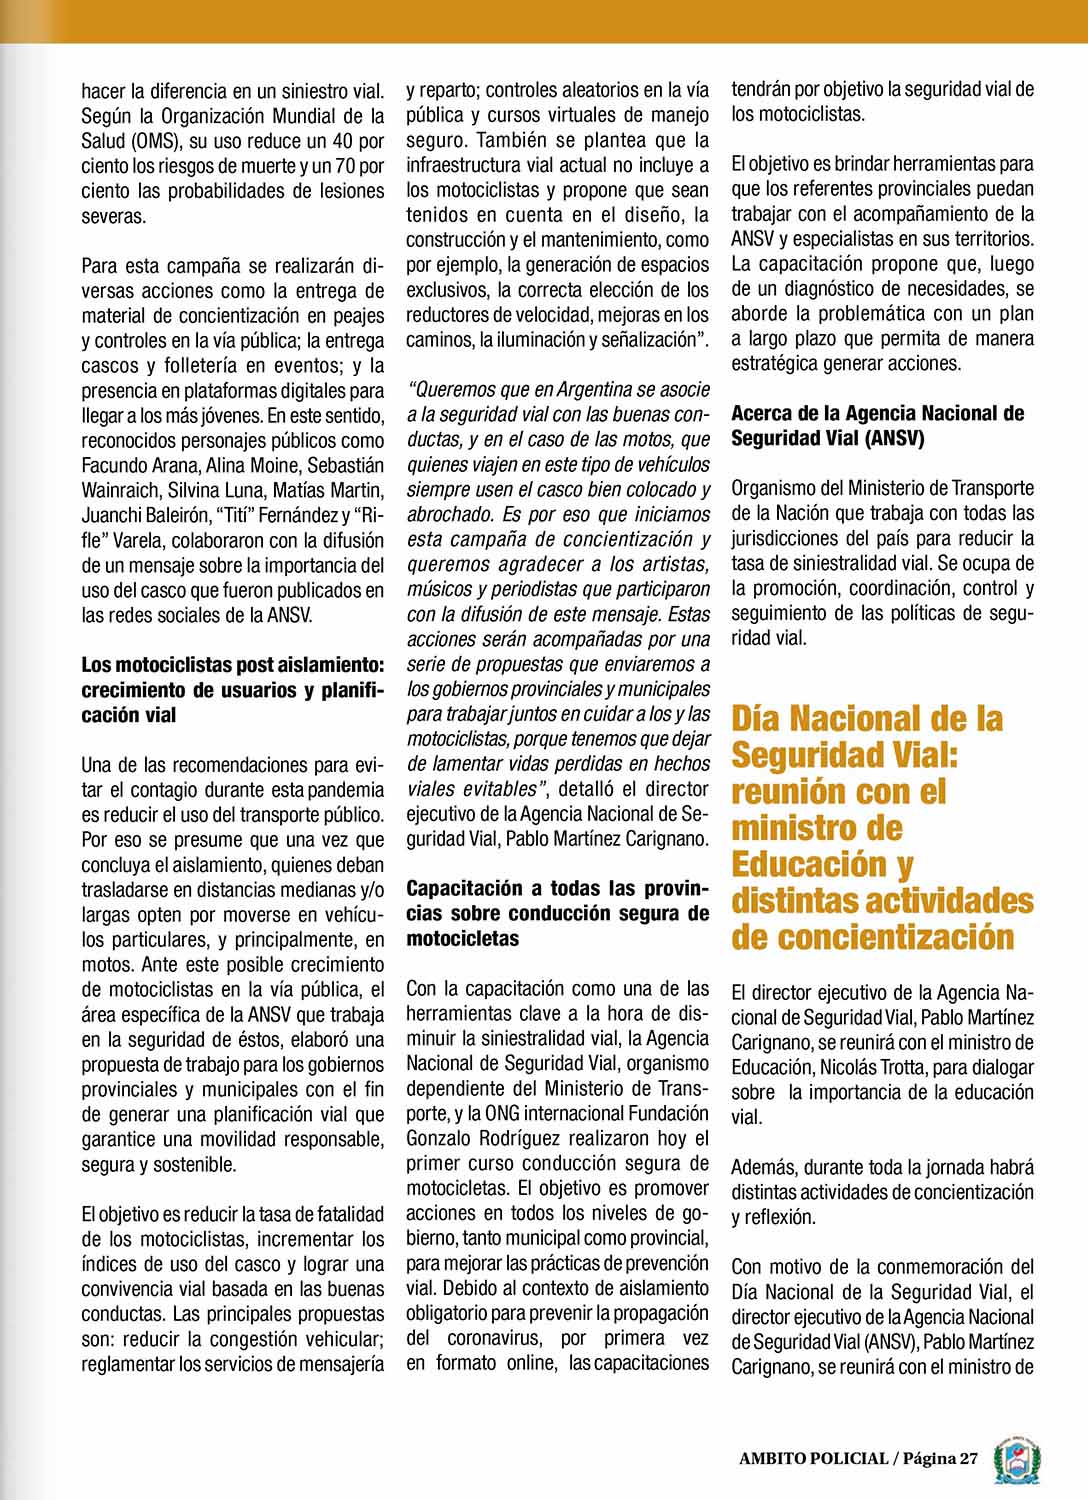 hacer la diferencia en un siniestro vial.
Según la Organización Mundial de la
Salud (OMS), su uso reduce un 40 por
ciento los riesgos de muerte y un 70 por
ciento las probabilidades de lesiones
severas.
Para esta campaña se realizarán di-
versas acciones como la entrega de
material de concientización en peajes
y controles en la vía pública; la entrega
cascos y folletería en eventos; y la
presencia en plataformas digitales para
llegar a los más jóvenes. En este sentido,
reconocidos personajes públicos como
Facundo Arana, Alina Moine, Sebastián
Wainraich, Silvina Luna, Matías Martin,
Juanchi Baleirón, “Tití” Fernández y “Ri-
fle” Varela, colaboraron con la difusión
de un mensaje sobre la importancia del
uso del casco que fueron publicados en
las redes sociales de la ANSV.
Los motociclistas post aislamiento:
crecimiento de usuarios y planifi-
cación vial
Una de las recomendaciones para evi-
tar el contagio durante esta pandemia
es reducir el uso del transporte público.
Por eso se presume que una vez que
concluya el aislamiento, quienes deban
trasladarse en distancias medianas y/o
largas opten por moverse en vehícu-
los particulares, y principalmente, en
motos. Ante este posible crecimiento
de motociclistas en la vía pública, el
área específica de la ANSV que trabaja
en la seguridad de éstos, elaboró una
propuesta de trabajo para los gobiernos
provinciales y municipales con el fin
de generar una planificación vial que
garantice una movilidad responsable,
segura y sostenible.
El objetivo es reducir la tasa de fatalidad
de los motociclistas, incrementar los
índices de uso del casco y lograr una
convivencia vial basada en las buenas
conductas. Las principales propuestas
son: reducir la congestión vehicular;
reglamentar los servicios de mensajería
y reparto; controles aleatorios en la vía
pública y cursos virtuales de manejo
seguro. También se plantea que la
infraestructura vial actual no incluye a
los motociclistas y propone que sean
tenidos en cuenta en el diseño, la
construcción y el mantenimiento, como
por ejemplo, la generación de espacios
exclusivos, la correcta elección de los
reductores de velocidad, mejoras en los
caminos, la iluminación y señalización”.
“Queremos que en Argentina se asocie
a la seguridad vial con las buenas con-
ductas, y en el caso de las motos, que
quienes viajen en este tipo de vehículos
siempre usen el casco bien colocado y
abrochado. Es por eso que iniciamos
esta campaña de concientización y
queremos agradecer a los artistas,
músicos y periodistas que participaron
con la difusión de este mensaje. Estas
acciones serán acompañadas por una
serie de propuestas que enviaremos a
los gobiernos provinciales y municipales
para trabajar juntos en cuidar a los y las
motociclistas, porque tenemos que dejar
de lamentar vidas perdidas en hechos
viales evitables”, detalló el director
ejecutivo de la Agencia Nacional de Se-
guridad Vial, Pablo Martínez Carignano.
Capacitación a todas las provin-
cias sobre conducción segura de
motocicletas
Con la capacitación como una de las
herramientas clave a la hora de dis-
minuir la siniestralidad vial, la Agencia
Nacional de Seguridad Vial, organismo
dependiente del Ministerio de Trans-
porte, y la ONG internacional Fundación
Gonzalo Rodríguez realizaron hoy el
primer curso conducción segura de
motocicletas. El objetivo es promover
acciones en todos los niveles de go-
bierno, tanto municipal como provincial,
para mejorar las prácticas de prevención
vial. Debido al contexto de aislamiento
obligatorio para prevenir la propagación
del coronavirus, por primera vez
en formato online, las capacitaciones
tendrán por objetivo la seguridad vial de
los motociclistas.
El objetivo es brindar herramientas para
que los referentes provinciales puedan
trabajar con el acompañamiento de la
ANSV y especialistas en sus territorios.
La capacitación propone que, luego
de un diagnóstico de necesidades, se
aborde la problemática con un plan
a largo plazo que permita de manera
estratégica generar acciones.
Acerca de la Agencia Nacional de
Seguridad Vial (ANSV)
Organismo del Ministerio de Transporte
de la Nación que trabaja con todas las
jurisdicciones del país para reducir la
tasa de siniestralidad vial. Se ocupa de
la promoción, coordinación, control y
seguimiento de las políticas de segu-
ridad vial.
Día Nacional de la
Seguridad Vial:
reunión con el
ministro de
Educación y
distintas actividades
de concientización
El director ejecutivo de la Agencia Na-
cional de Seguridad Vial, Pablo Martínez
Carignano, se reunirá con el ministro de
Educación, Nicolás Trotta, para dialogar
sobre la importancia de la educación
vial.
Además, durante toda la jornada habrá
distintas actividades de concientización
y reflexión.
Con motivo de la conmemoración del
Día Nacional de la Seguridad Vial, el
director ejecutivo de la Agencia Nacional
de Seguridad Vial (ANSV), Pablo Martínez
Carignano, se reunirá con el ministro de
AMBITO POLICIAL / Página 27